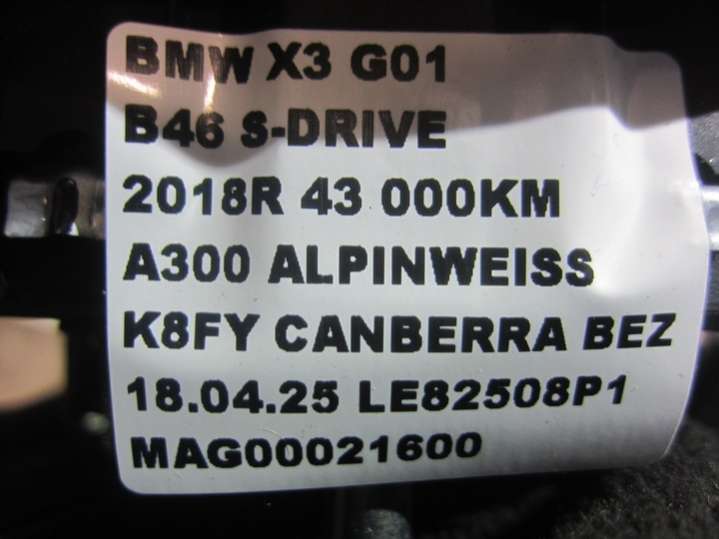 BMW X3 G01
B46 S-DRIVE
2018R 43 000KM
A300 ALPINWEISS
K8FY CANBERRA BEZ
18.04.25 LE82508P1
MAG00021600